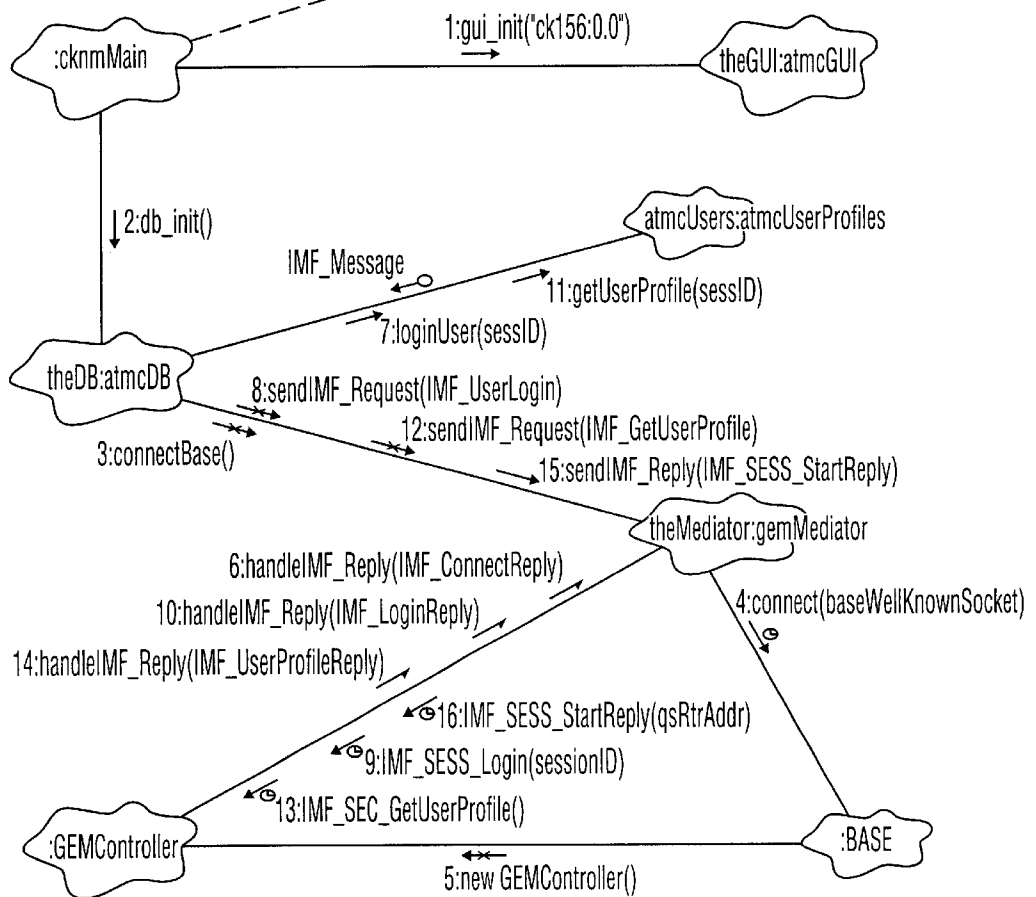 1:gui_init("ck156:0.0")
:cknmMain
theGUI:atmcGUI
2:db_init()
atmcUsers:atmcUserProfiles
IMF_Message
11:getUserProfile(sessID)
7:loginUser(sessID)
theDB:atmcDB
8:sendIMF_Request(IMF_UserLogin)
12:sendIMF_Request(IMF_GetUserProfile)
3:connectBase()
15:sendIMF_Reply(IMF_SESS_StartReply)
theMediator:gemMediator
6:handleIMF_Reply(IMF_ConnectReply)
4:connect(baseWellKnownSocket)
10:handleIMF_Reply(IMF_LoginReply)
14:handleIMF_Reply(IMF_UserProfileReply)
16:IMF_SESS_StartReply(qsRtrAddr)
9:IMF_SESS_Login(sessionID)
13:IMF_SEC_GetUserProfile()
:GEMController
:BASE
5:new GEMController()